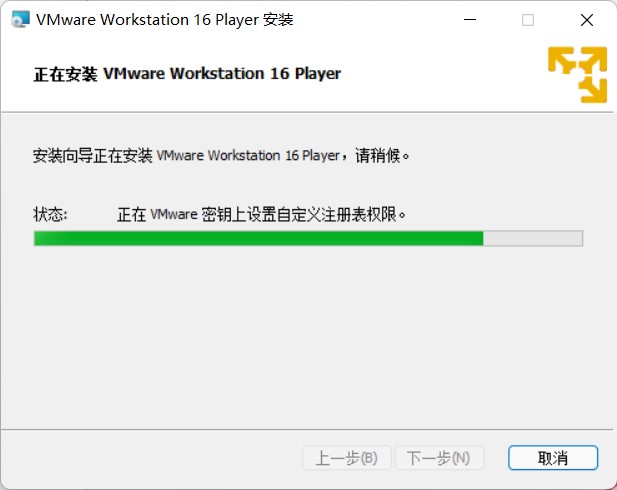 VMware Workstation 16 Player 安装
正在安装 VMware Workstation 16 Player
安装向导正在安装 VMware Workstation 16 Player，请稍候。
状态: 正在 VMware 密钥上设置自定义注册表权限。
上一步(B) 下一步(N) 取消